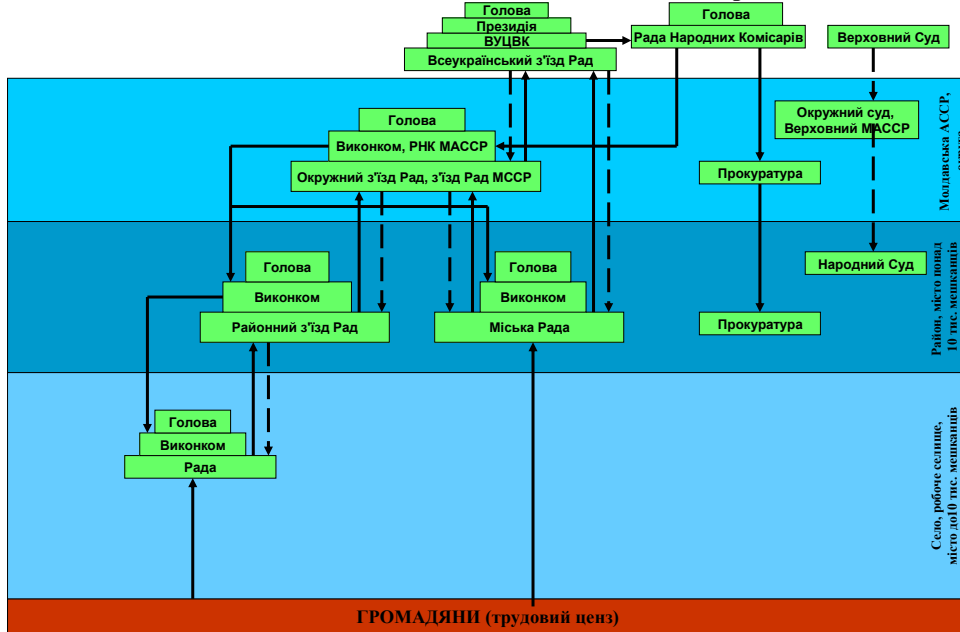 Голова
Президія
ВУЦВК
Всеукраїнський з'їзд Рад
Голова
Рада Народних Комісарів
Верховний Суд
Голова
Виконком, РНК МАССР
Окружний з'їзд Рад, з'їзд Рад МССР
Прокуратура
Окружний суд,
Верховний МАССР
Молдавська АССР,
Голова
Виконком
Районний з'їзд Рад
Голова
Виконком
Міська Рада
Прокуратура
Народний Суд
Район, місто понад
10 тис. мешканців
Голова
Виконком
Рада
Село, робоче селище,
місто до10 тис. мешканців
ГРОМАДЯНИ (трудовий ценз)